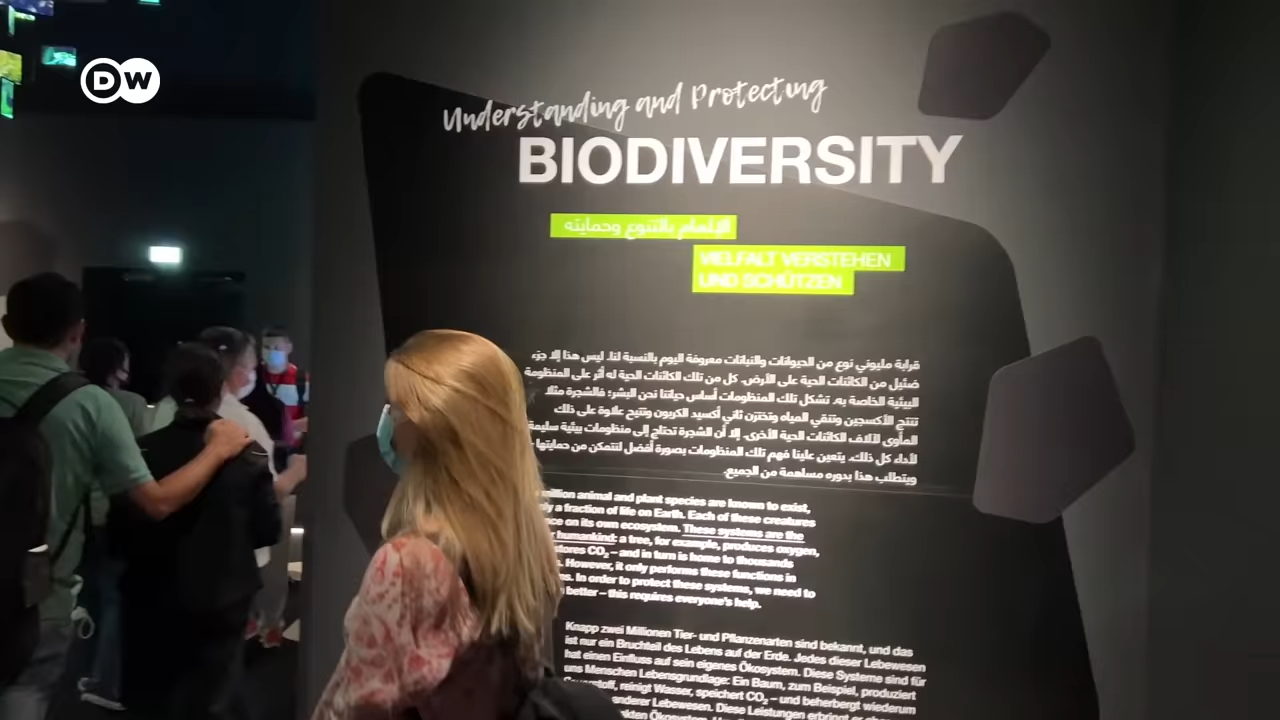 DW
Understanding and Protecting
BIODIVERSITY
الإلمام بالتنوع وحمايته
VIELFALT VERSTEHEN
UND SCHÜTZEN
قرابة مليوني نوع من الحيوانات والنباتات معروفة اليوم بالنسبة لنا. ليس هذا إلا جزء
ضئيل من الكائنات الحية على الأرض. كل من تلك الكائنات الحية له أثر على المنظومة
البيئية الخاصة به. تشكل تلك المنظومات أساس حياتنا نحن البشر: فالشجرة مثلا
تنتج الأكسجين وتنقي المياه وتختزن ثاني أكسيد الكربون وتتيح علاوة على ذلك
المأوى لآلاف الكائنات الحية الأخرى. إلا أن الشجرة تحتاج إلى منظومات بيئية سليمة
لأداء كل ذلك. يتعين علينا فهم تلك المنظومات بصورة أفضل لنتمكن من حمايتها -
ويتطلب هذا بدوره مساهمة من الجميع.
million animal and plant species are known to exist,
a fraction of life on Earth. Each of these creatures
on its own ecosystem. These systems are the
humankind: a tree, for example, produces oxygen,
stores CO₂ – and in turn is home to thousands
However, it only performs these functions in
In order to protect these systems, we need to
better – this requires everyone's help.
Knapp zwei Millionen Tier- und Pflanzenarten sind bekannt, und das
ist nur ein Bruchteil des Lebens auf der Erde. Jedes dieser Lebewesen
hat einen Einfluss auf sein eigenes Ökosystem. Diese Systeme sind für
uns Menschen Lebensgrundlage: Ein Baum, zum Beispiel, produziert
reinigt Wasser, speichert CO₂ – und beherbergt wiederum
anderer Lebewesen. Diese Leistungen erbringt er